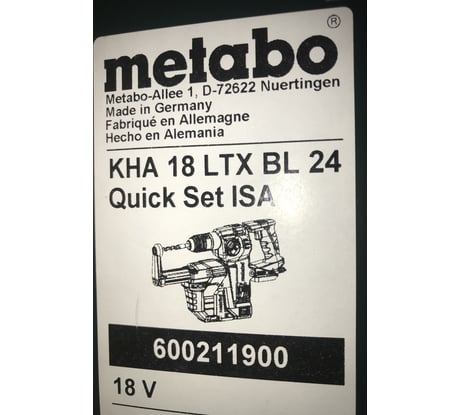 metabo®
Metabo-Allee 1, D-72622 Nuertingen
Made in Germany
Fabriqué en Allemagne
Hecho en Alemania
KHA 18 LTX BL 24
Quick Set ISA
600211900
18 V